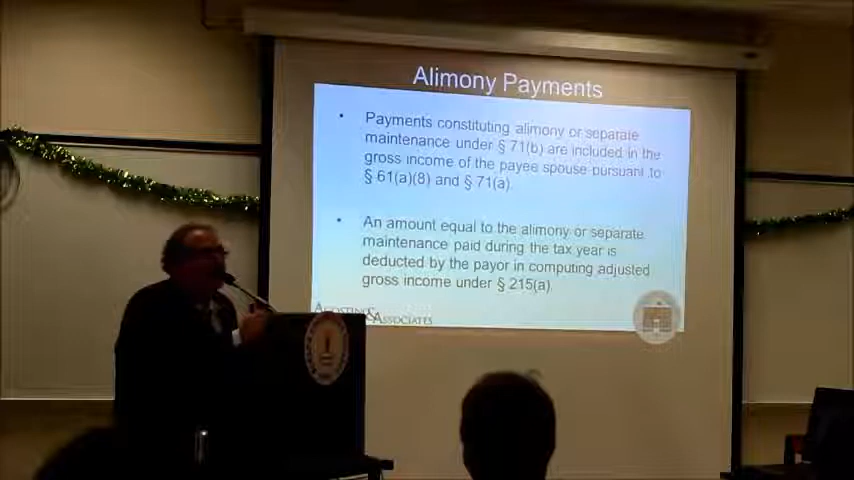 Alimony Payments
• Payments constituting alimony or separate
maintenance under § 71(b) are included in the
gross income of the payee spouse pursuant to
§ 61(a)(8) and § 71(a).
• An amount equal to the alimony or separate
maintenance paid during the tax year is
deducted by the payor in computing adjusted
gross income under § 215(a).
AGOSTINO & ASSOCIATES